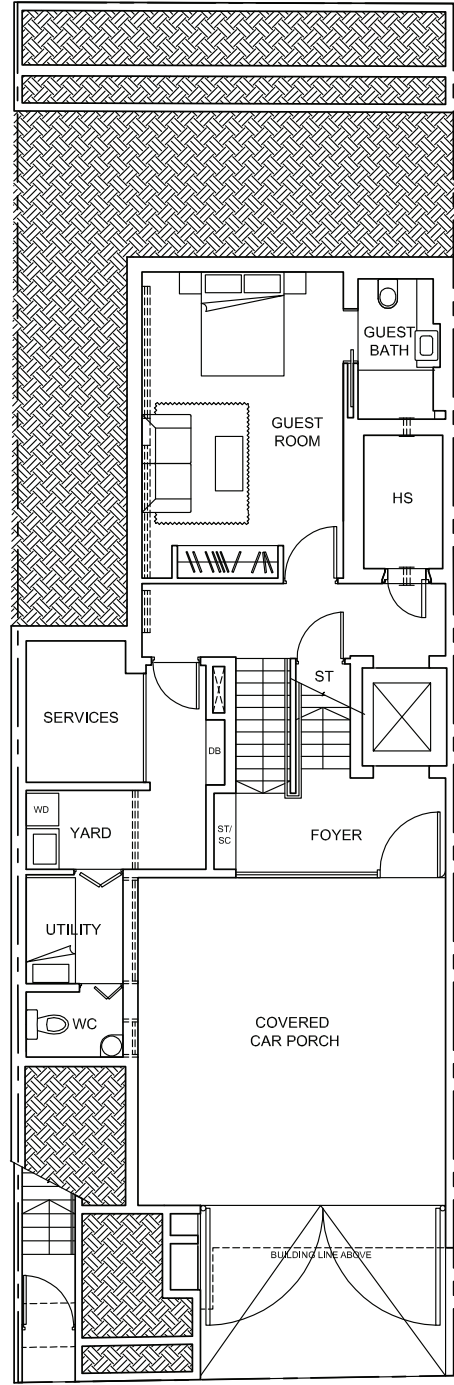 GUEST
BATH
GUEST
ROOM
HS
ST
SERVICES
DB
WD
YARD
ST/
SC
FOYER
UTILITY
WC
COVERED
CAR PORCH
BUILDING LINE ABOVE